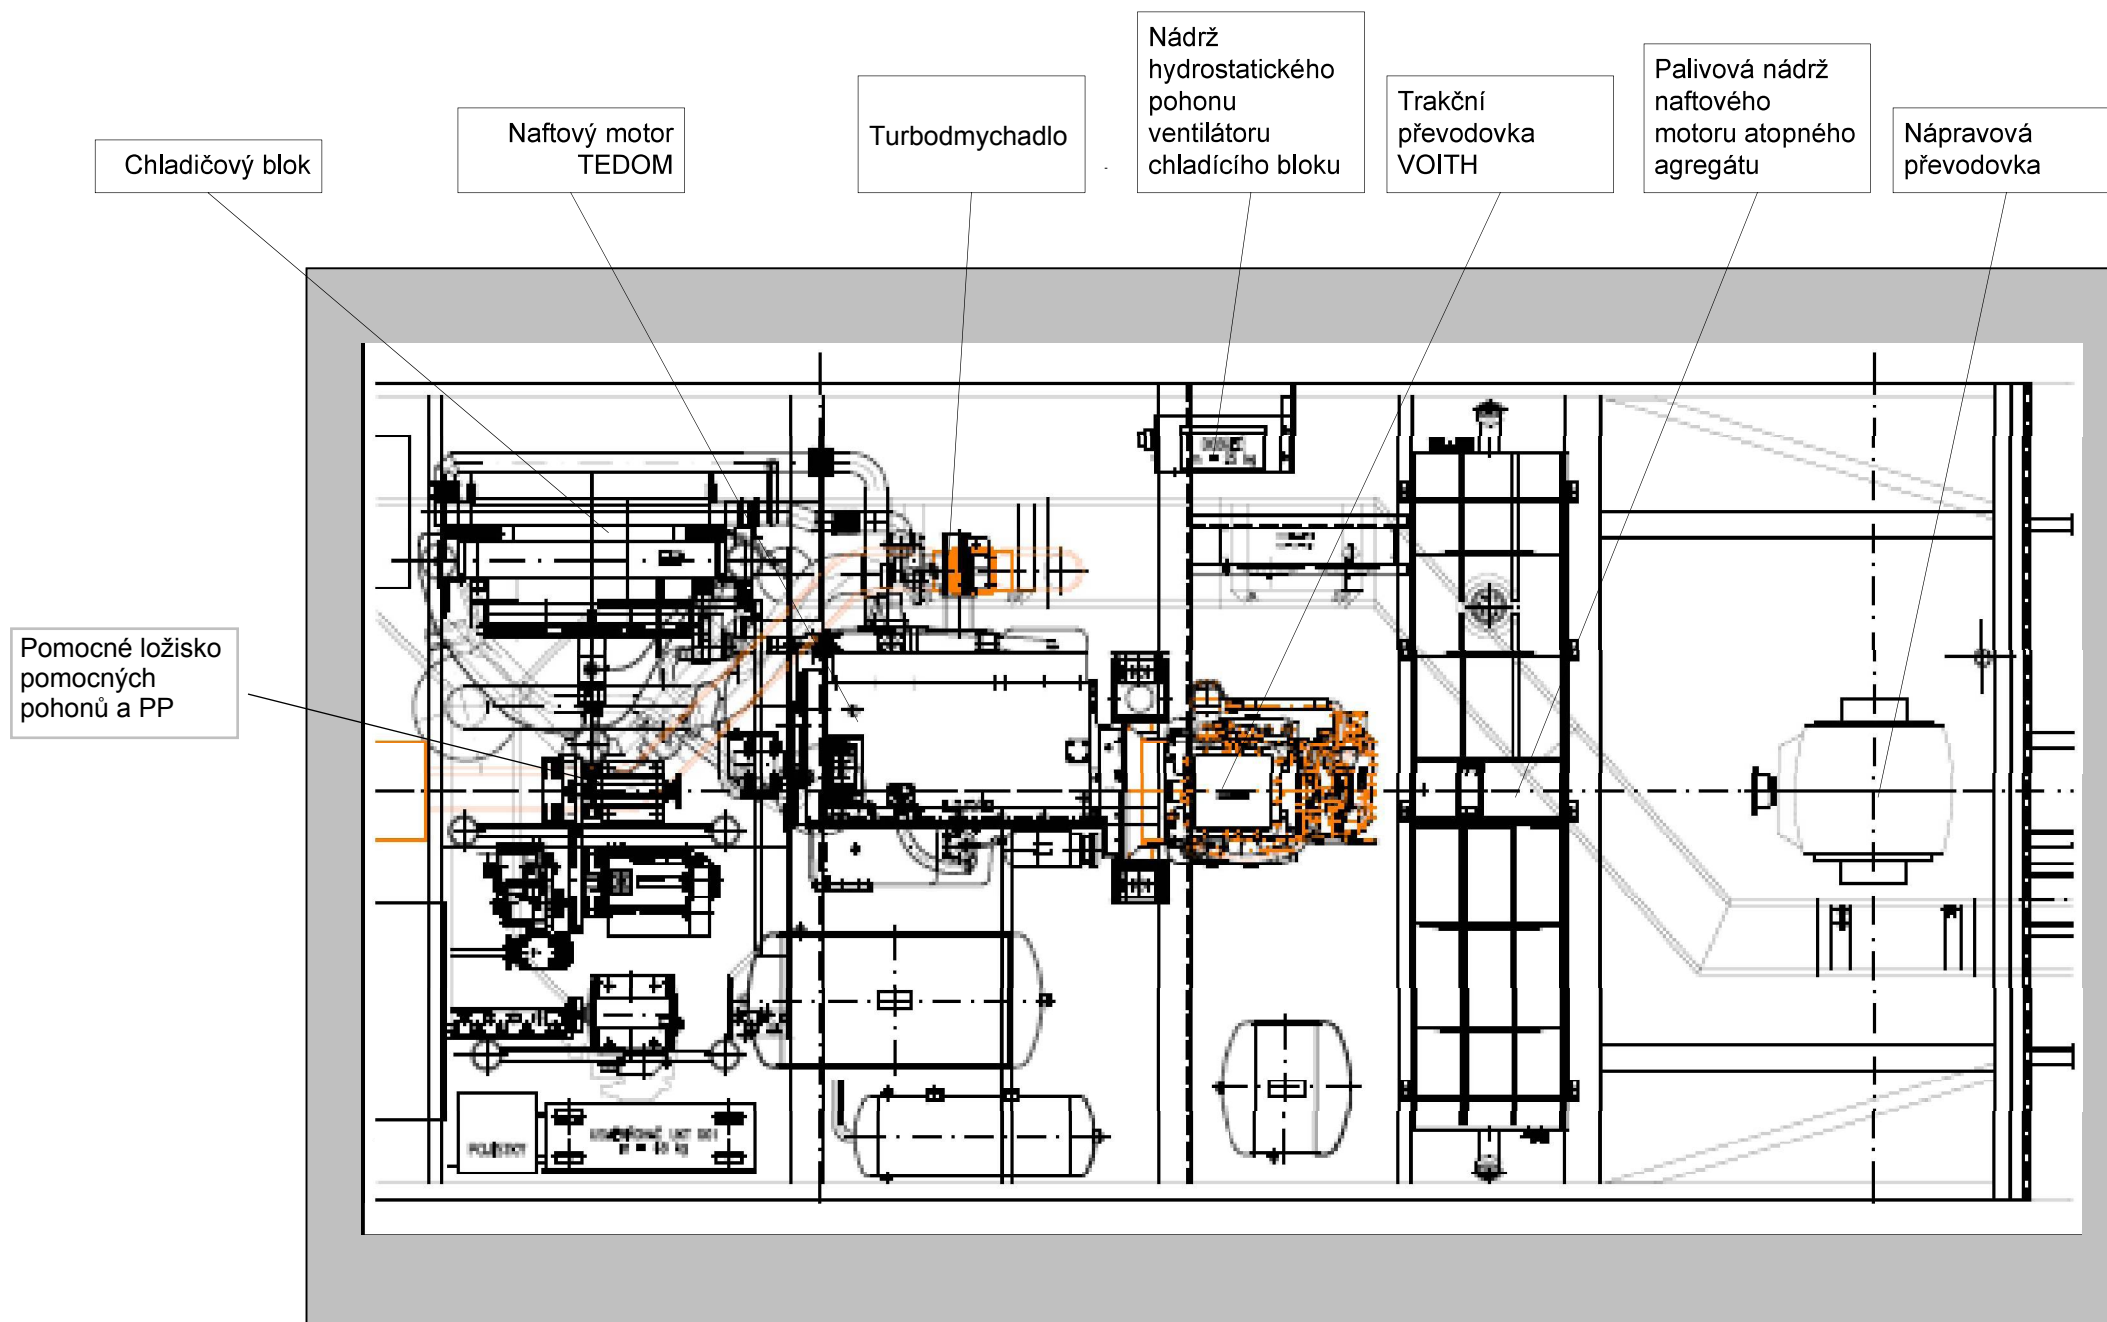 Nádrž
hydrostatického
pohonu
ventilátoru
chladícího bloku
Palivová nádrž
naftového
motoru atopného
agregátu
Trakční
převodovka
VOITH
Naftový motor
TEDOM
Turbodmychadlo
Nápravová
převodovka
Chladičový blok
Pomocné ložisko
pomocných
pohonů a PP
POJISTKY